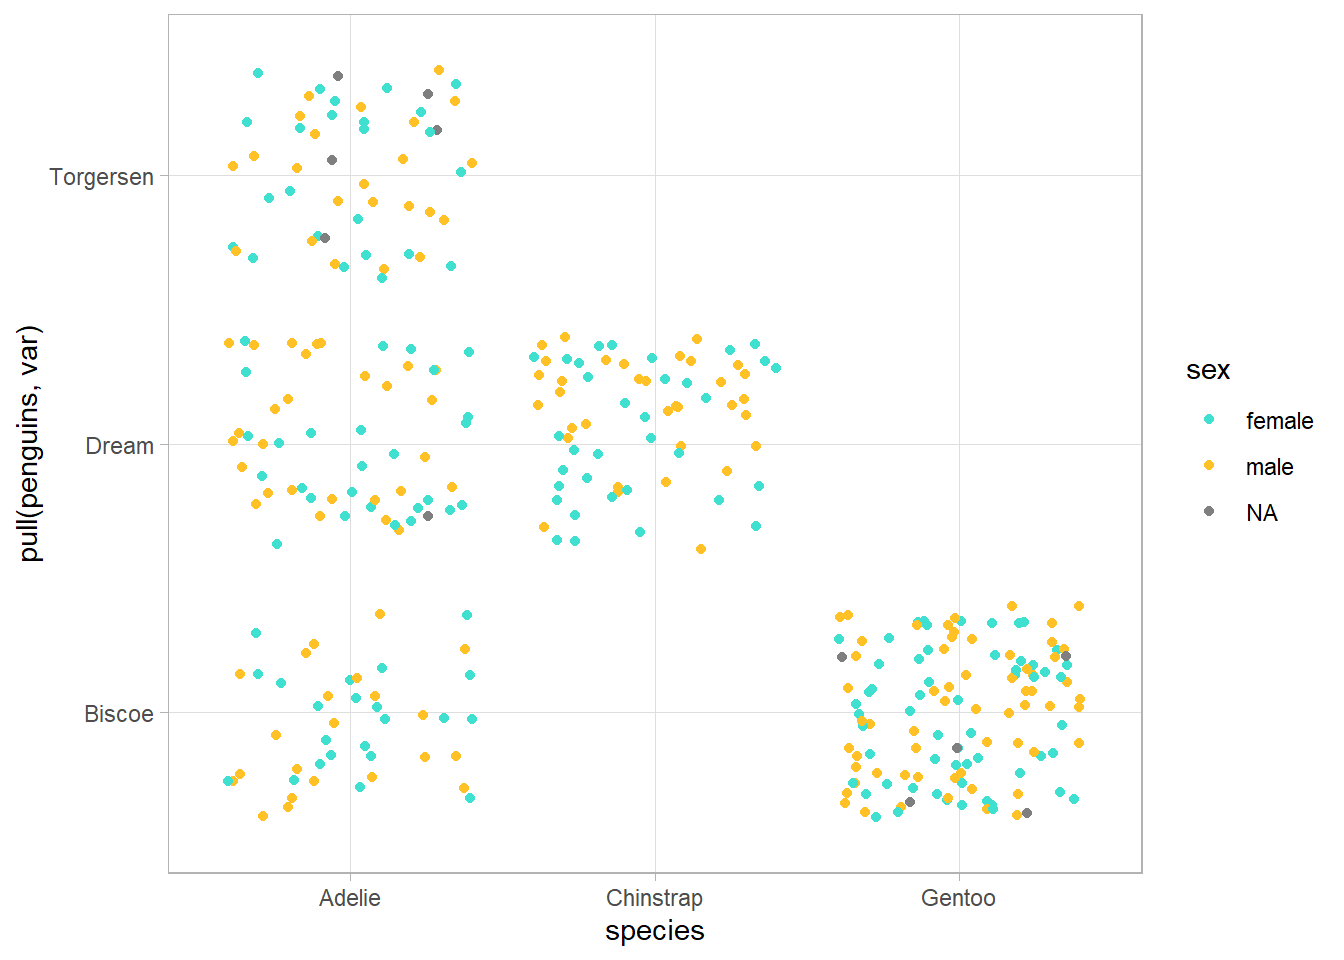 Torgersen
Dream
Biscoe
pull(penguins, var)
Adelie
Chinstrap
Gentoo
species
sex
female
male
NA